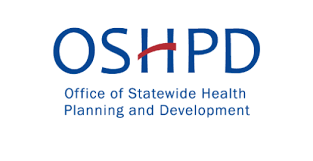 OSHPD
Office of Statewide Health
Planning and Development